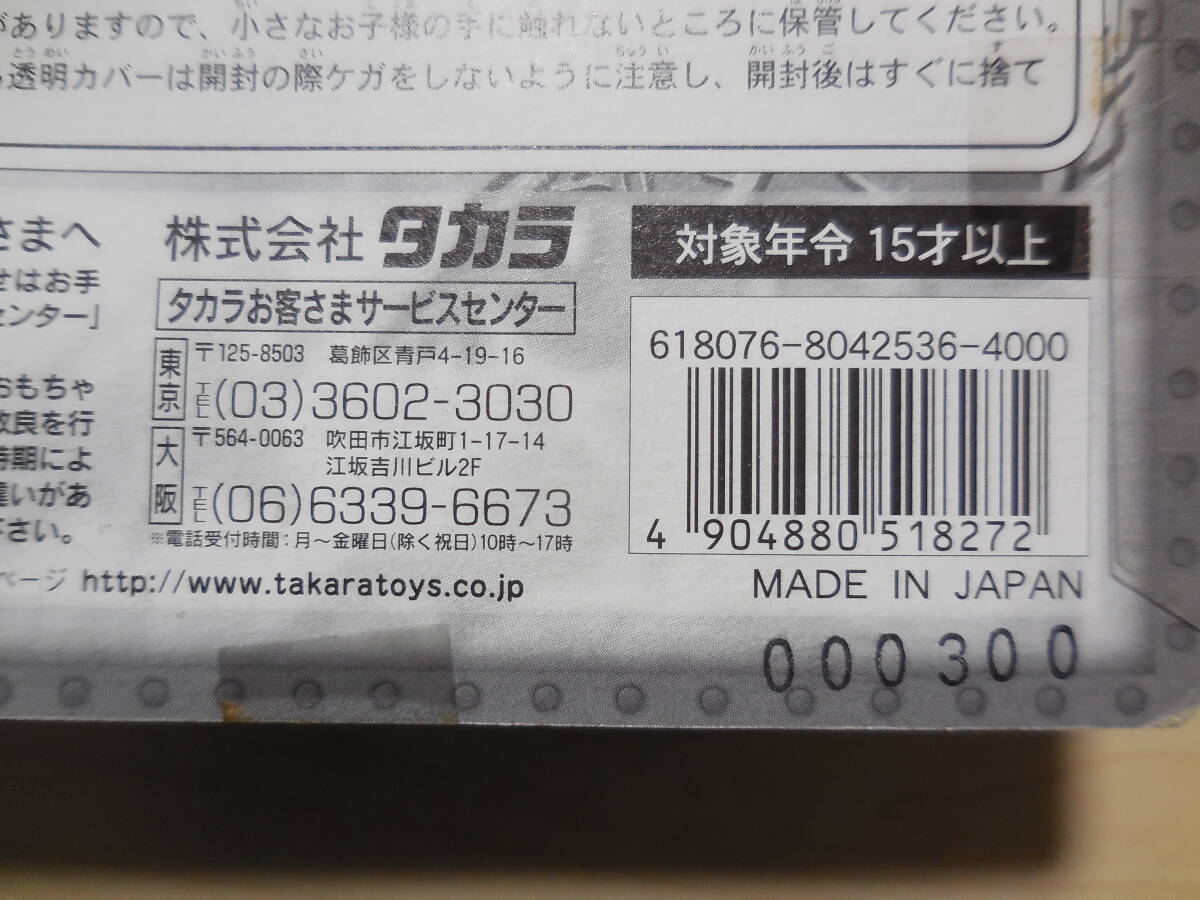 がありますので、小さなお子様の手に触れないところに保管してください。
透明カバーは開封の際ケガをしないように注意し、開封後はすぐに捨て
さまへ
せはお手
センター」
おもちゃ
改良を行
時期によ
違いがあ
下さい。
株式会社タカラ
タカラお客さまサービスセンター
東京
〒125-8503 葛飾区青戸4-19-16
TEL(03)3602-3030
大阪
〒564-0063 吹田市江坂町1-17-14
江坂吉川ビル2F
TEL(06)6339-6673
※電話受付時間:月〜金曜日(除く祝日)10時〜17時
ページ http://www.takaratoys.co.jp
対象年令 15才以上
618076-8042536-4000
4 904880 518272
MADE IN JAPAN
000300